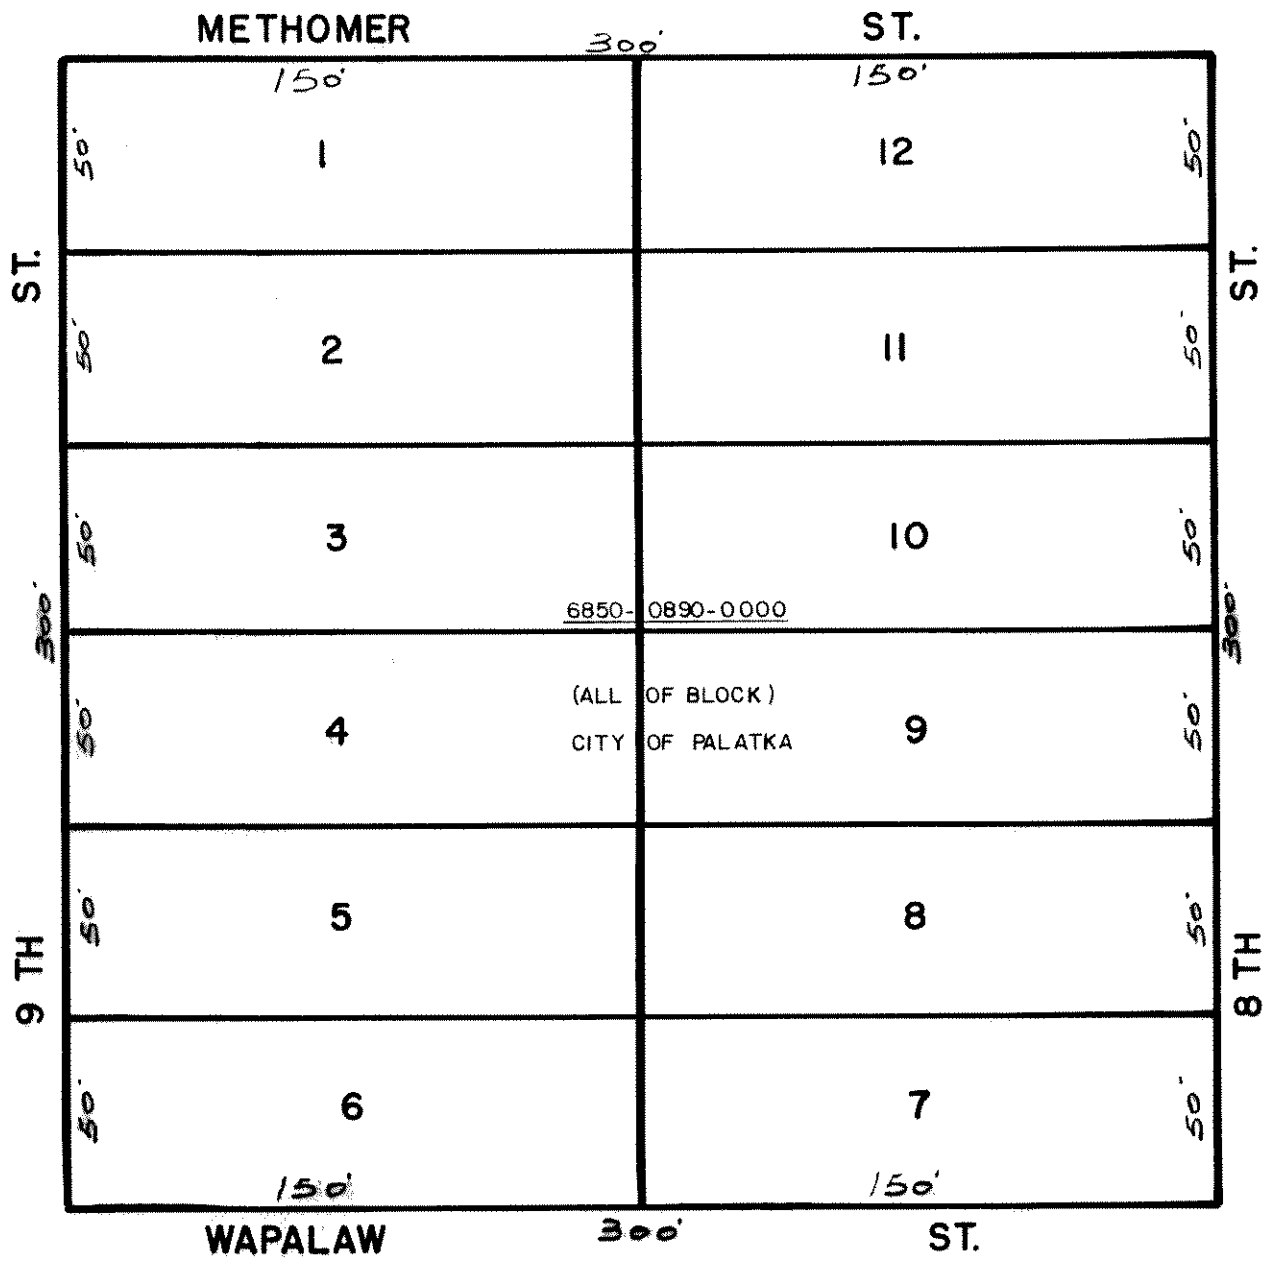 METHOMER 300' ST.
150' 150'
50' 1 12 50'
ST. ST.
50' 2 11 50'
50' 3 10 50'
300' 6850-0890-0000 300'
(ALL OF BLOCK)
50' 4 9 50'
CITY OF PALATKA
50' 5 8 50'
9 TH 8 TH
50' 6 7 50'
150' 150'
WAPALAW 300' ST.